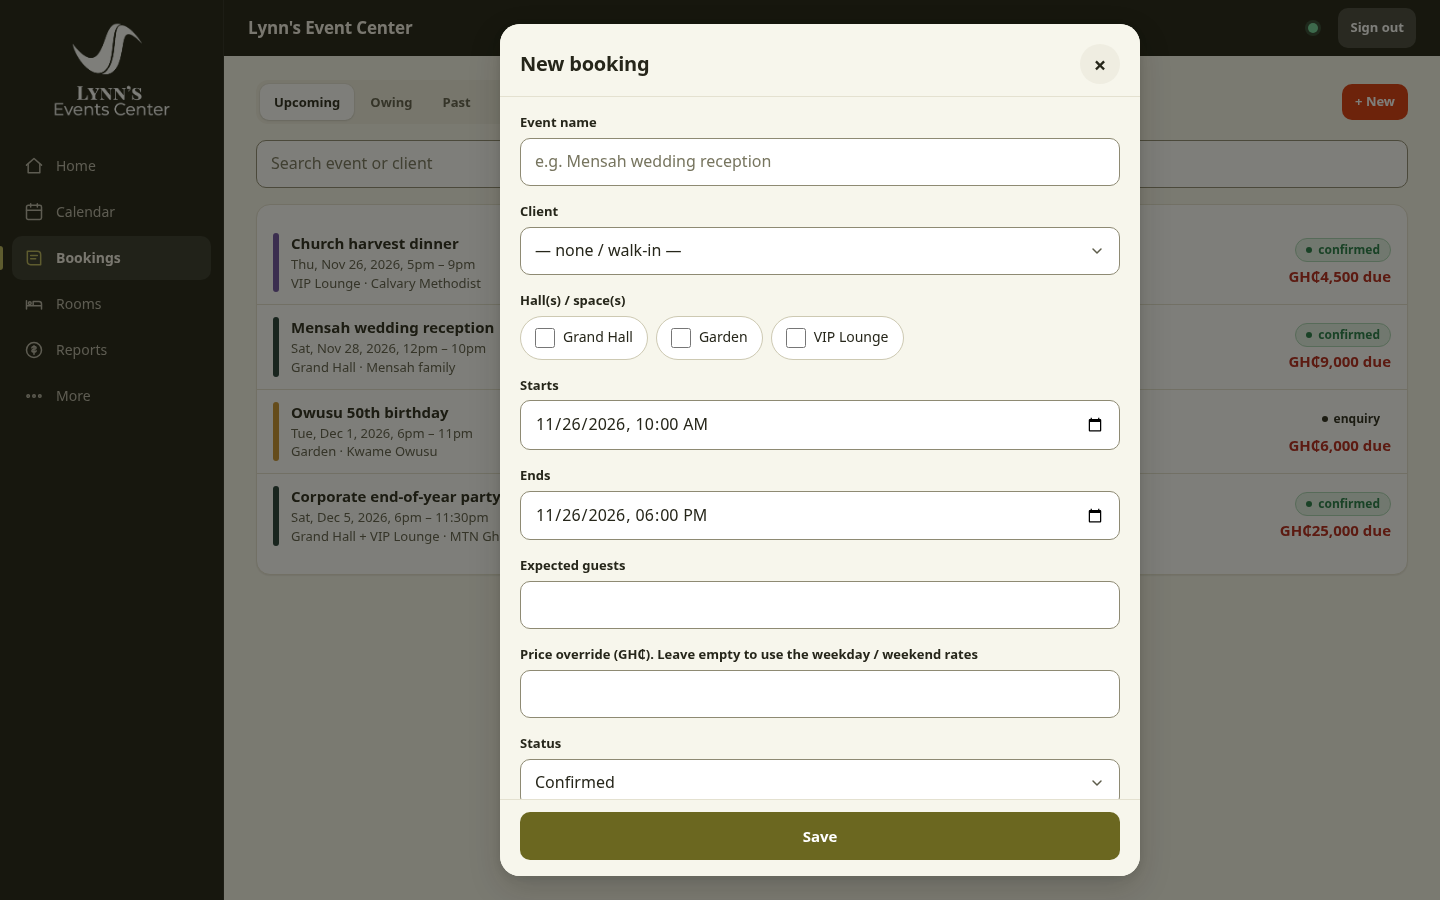 LYNN'S
Events Center
Home
Calendar
Bookings
Rooms
Reports
More
Lynn's Event Center
Sign out
Upcoming
Owing
Past
+ New
Search event or client
Church harvest dinner
Thu, Nov 26, 2026, 5pm – 9pm
VIP Lounge · Calvary Methodist
confirmed
GH₵4,500 due
Mensah wedding reception
Sat, Nov 28, 2026, 12pm – 10pm
Grand Hall · Mensah family
confirmed
GH₵9,000 due
Owusu 50th birthday
Tue, Dec 1, 2026, 6pm – 11pm
Garden · Kwame Owusu
enquiry
GH₵6,000 due
Corporate end-of-year party
Sat, Dec 5, 2026, 6pm – 11:30pm
Grand Hall + VIP Lounge · MTN Gh
confirmed
GH₵25,000 due
New booking
×
Event name
e.g. Mensah wedding reception
Client
— none / walk-in —
Hall(s) / space(s)
Grand Hall
Garden
VIP Lounge
Starts
11/26/2026, 10:00 AM
Ends
11/26/2026, 06:00 PM
Expected guests
Price override (GH₵). Leave empty to use the weekday / weekend rates
Status
Confirmed
Save